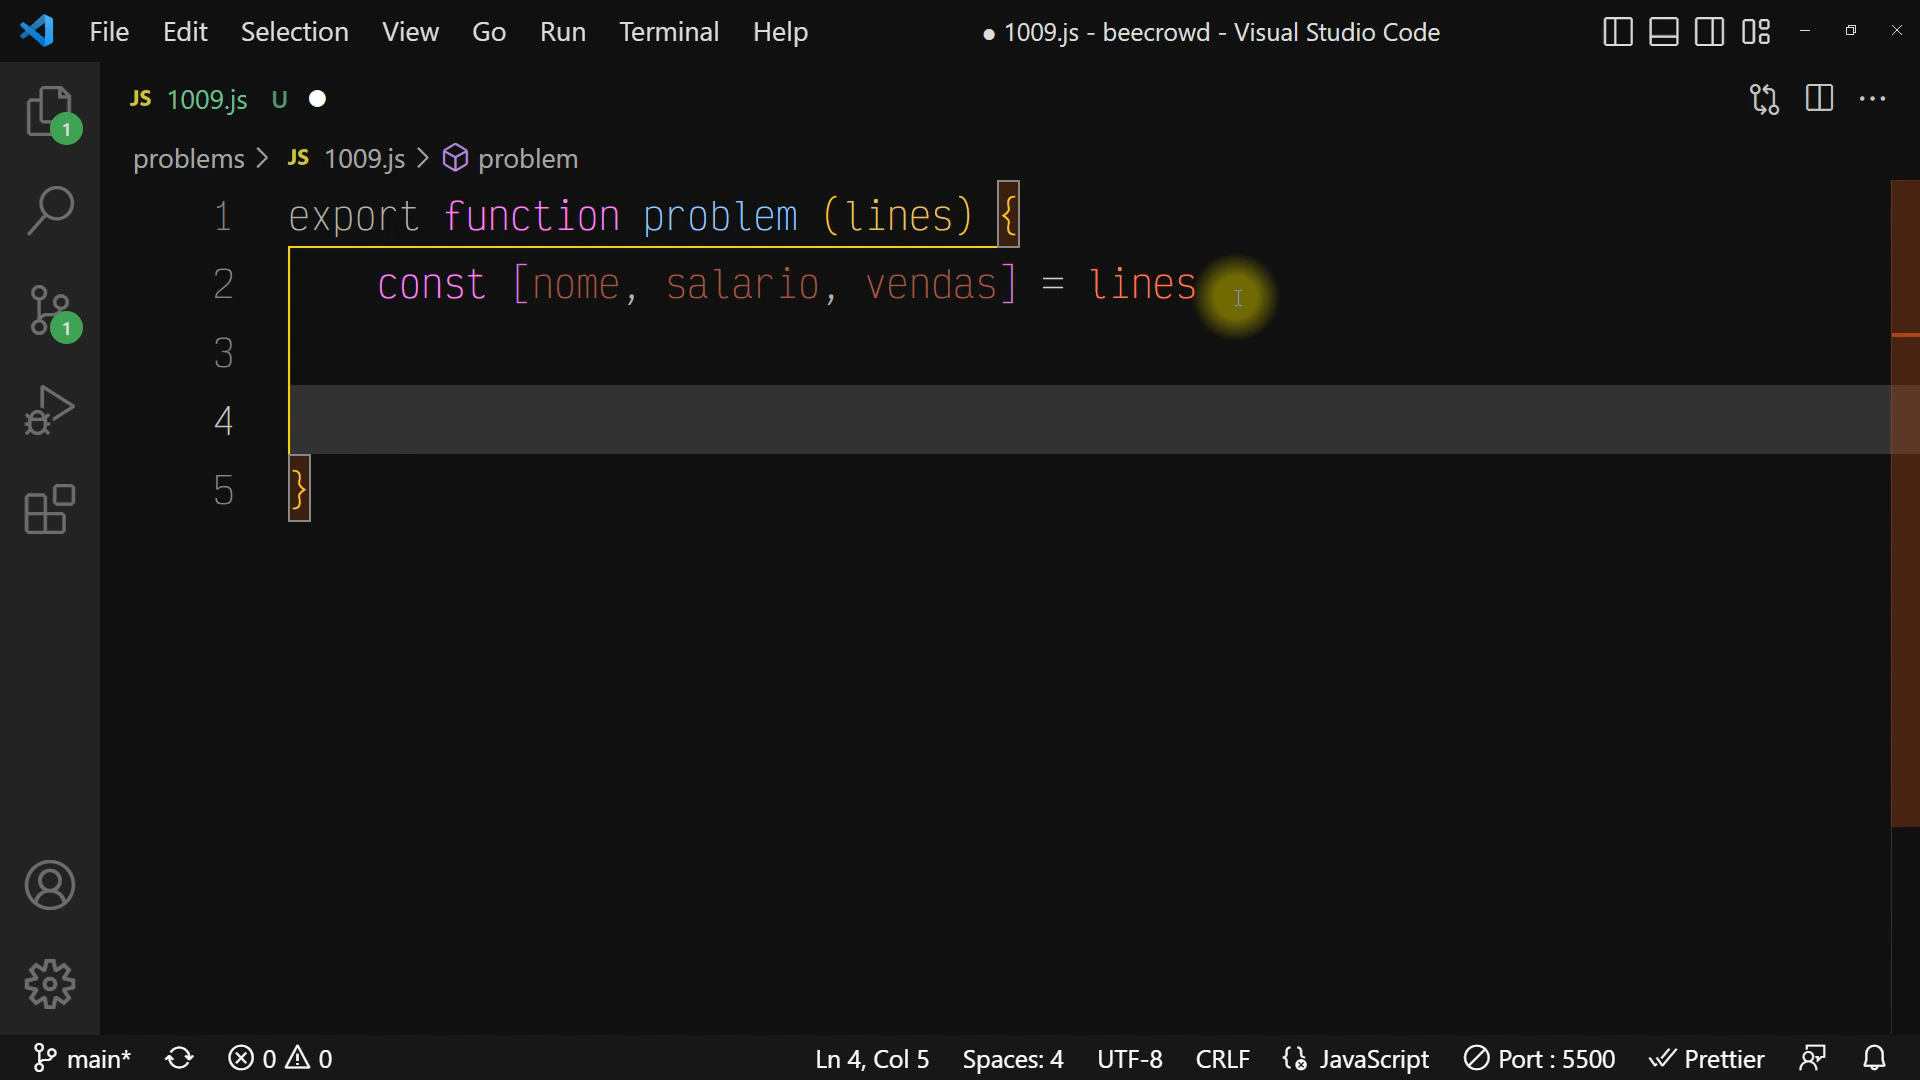 File Edit Selection View Go Run Terminal Help ● 1009.js - beecrowd - Visual Studio Code
JS 1009.js U
problems > JS 1009.js > problem
1 export function problem (lines) {
2 const [nome, salario, vendas] = lines
3
4
5 }
1
1
main* 0 0 Ln 4, Col 5 Spaces: 4 UTF-8 CRLF JavaScript Port : 5500 Prettier